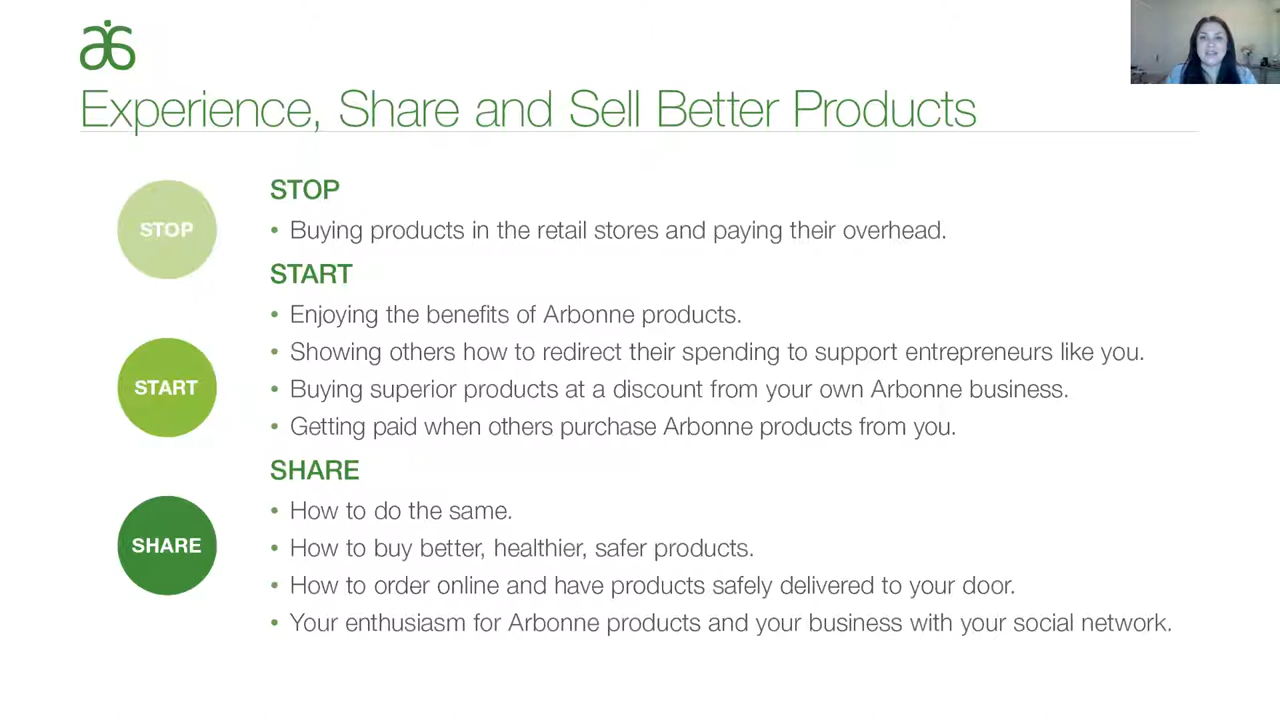 Experience, Share and Sell Better Products
STOP
STOP
• Buying products in the retail stores and paying their overhead.
START
• Enjoying the benefits of Arbonne products.
• Showing others how to redirect their spending to support entrepreneurs like you.
START
• Buying superior products at a discount from your own Arbonne business.
• Getting paid when others purchase Arbonne products from you.
SHARE
• How to do the same.
SHARE
• How to buy better, healthier, safer products.
• How to order online and have products safely delivered to your door.
• Your enthusiasm for Arbonne products and your business with your social network.